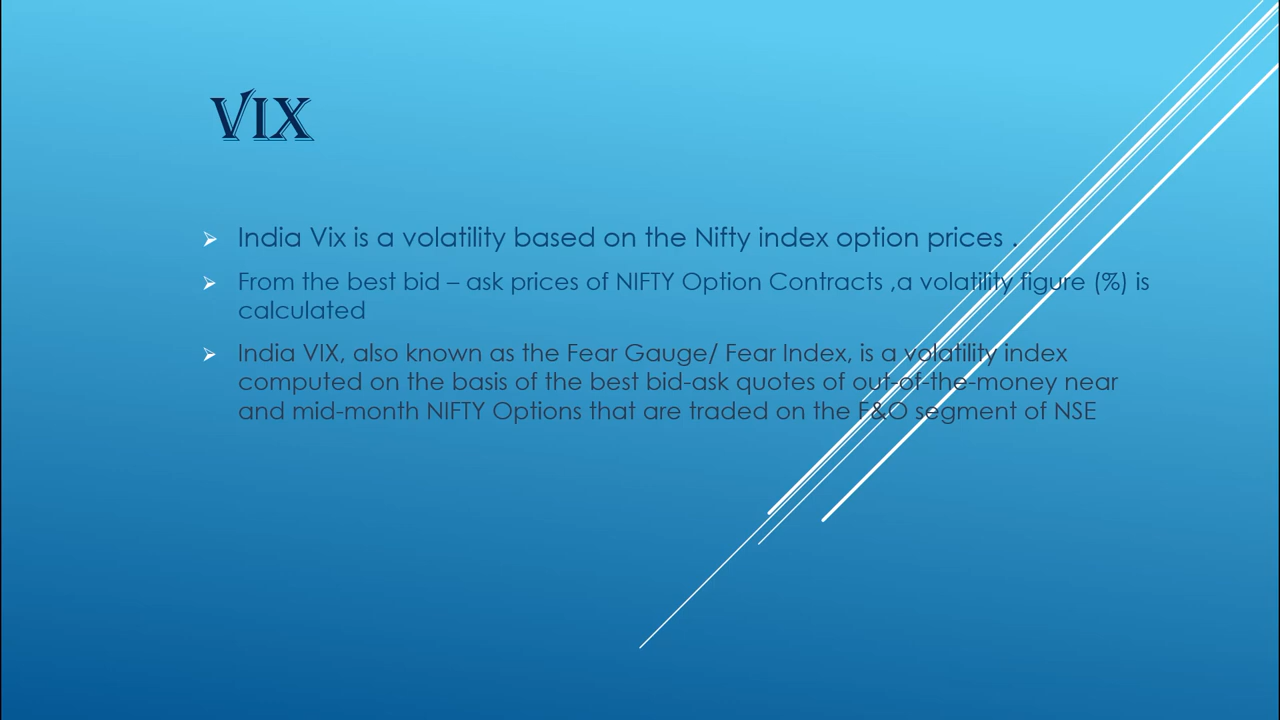 VIX
India Vix is a volatility based on the Nifty index option prices .
From the best bid – ask prices of NIFTY Option Contracts ,a volatility figure (%) is
calculated
India VIX, also known as the Fear Gauge/ Fear Index, is a volatility index
computed on the basis of the best bid-ask quotes of out-of-the-money near
and mid-month NIFTY Options that are traded on the F&O segment of NSE